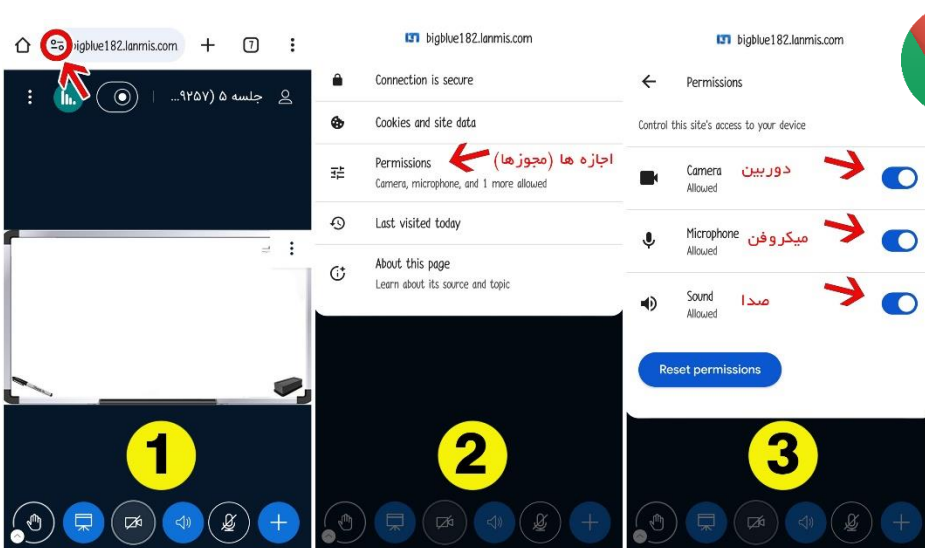 bigblue182.lanmis.com
7
جلسه ۵ (۹۲۵۷...
1
bigblue182.lanmis.com
Connection is secure
Cookies and site data
Permissions
اجازه ها (مجوزها)
Camera, microphone, and 1 more allowed
Last visited today
About this page
Learn about its source and topic
2
bigblue182.lanmis.com
Permissions
Control this site's access to your device
Camera دوربین
Allowed
Microphone میکروفن
Allowed
Sound صدا
Allowed
Reset permissions
3